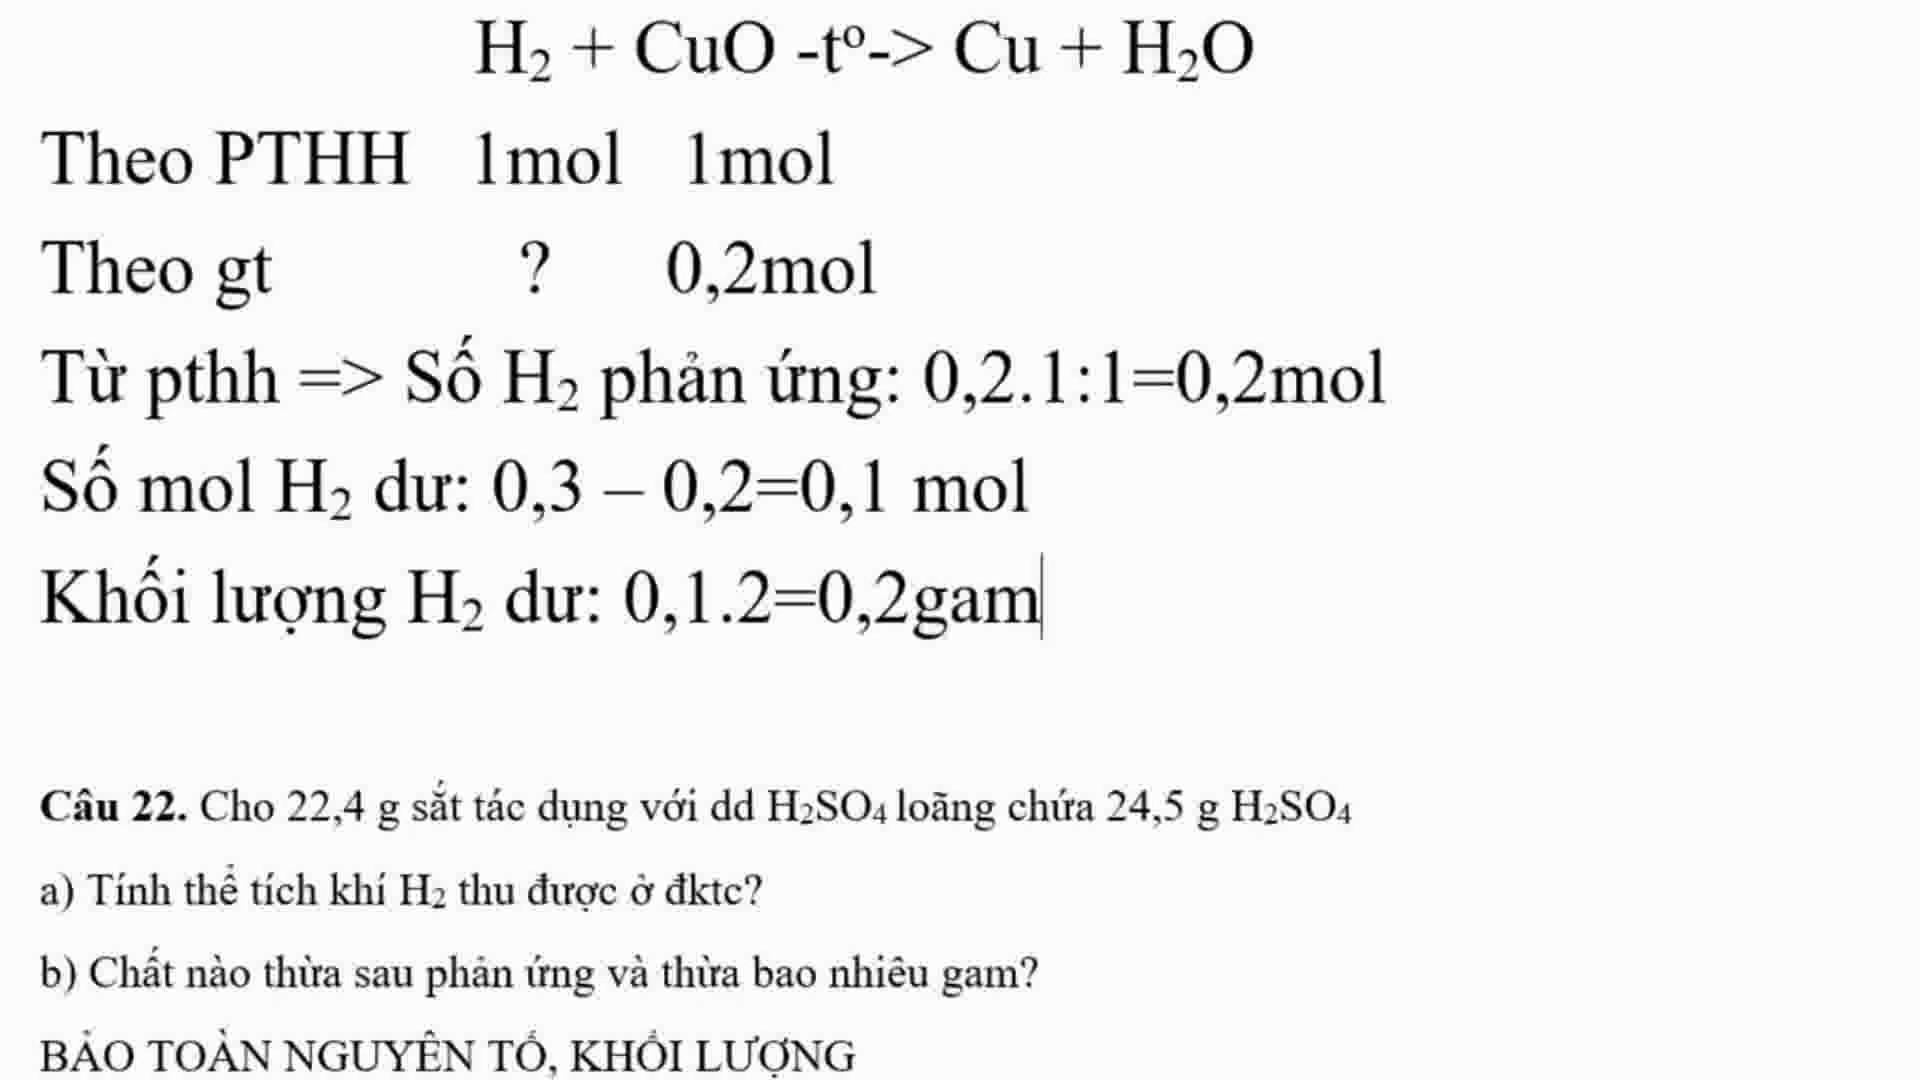 H₂ + CuO -tº-> Cu + H₂O
Theo PTHH 1mol 1mol
Theo gt ? 0,2mol
Từ pthh => Số H₂ phản ứng: 0,2.1:1=0,2mol
Số mol H₂ dư: 0,3 – 0,2=0,1 mol
Khối lượng H₂ dư: 0,1.2=0,2gam
Câu 22. Cho 22,4 g sắt tác dụng với dd H₂SO₄ loãng chứa 24,5 g H₂SO₄
a) Tính thể tích khí H₂ thu được ở đktc?
b) Chất nào thừa sau phản ứng và thừa bao nhiêu gam?
BẢO TOÀN NGUYÊN TỐ, KHỐI LƯỢNG